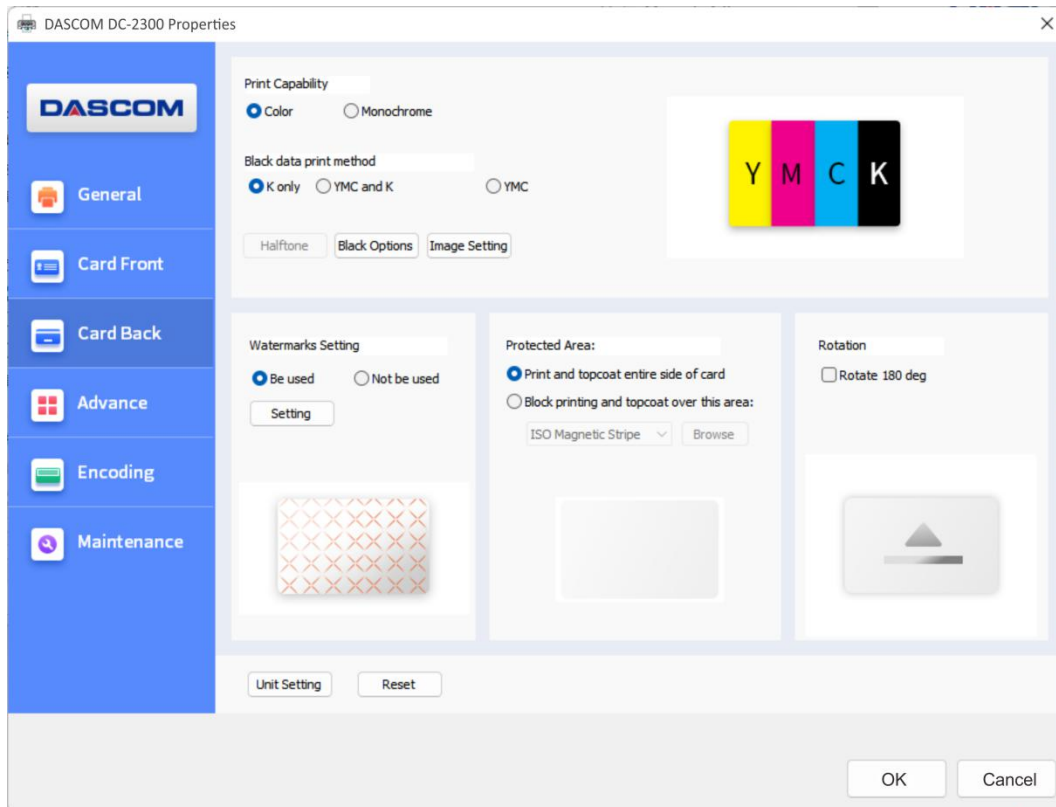 DASCOM DC-2300 Properties
DASCOM
General
Card Front
Card Back
Advance
Encoding
Maintenance
Print Capability
Color Monochrome
Black data print method
K only YMC and K YMC
Halftone Black Options Image Setting
Y M C K
Watermarks Setting
Be used Not be used
Setting
Protected Area:
Print and topcoat entire side of card
Block printing and topcoat over this area:
ISO Magnetic Stripe Browse
Rotation
Rotate 180 deg
Unit Setting Reset
OK Cancel